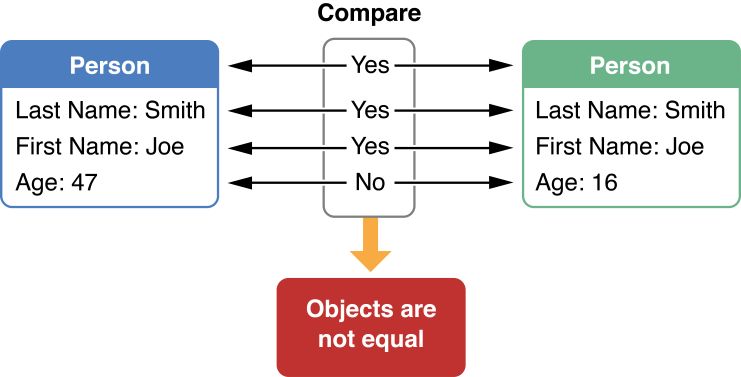 Compare
Person
Last Name: Smith
First Name: Joe
Age: 47
Yes
Yes
Yes
No
Person
Last Name: Smith
First Name: Joe
Age: 16
Objects are
not equal